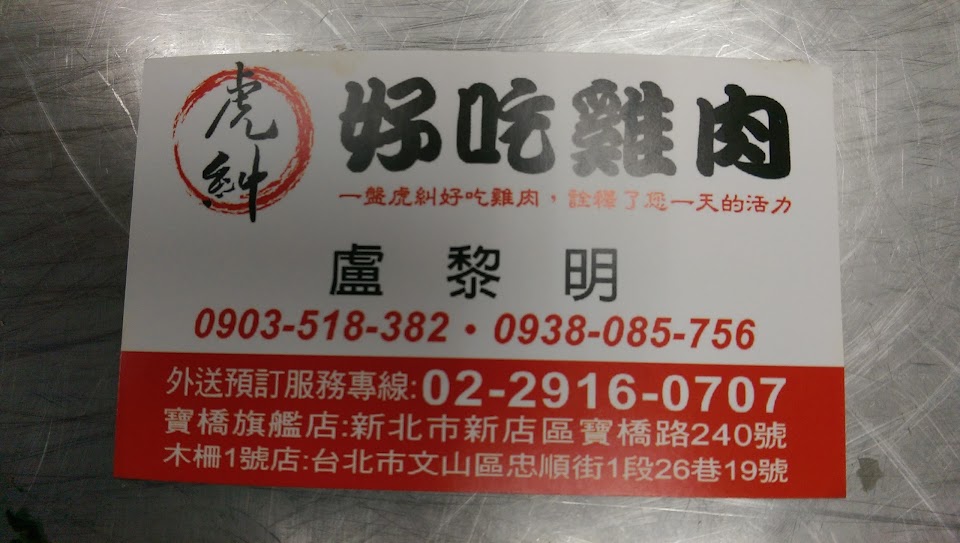 虎糾
好吃雞肉
一盤虎糾好吃雞肉，詮釋了您一天的活力
盧 黎 明
0903-518-382 • 0938-085-756
外送預訂服務專線:02-2916-0707
寶橋旗艦店:新北市新店區寶橋路240號
木柵1號店:台北市文山區忠順街1段26巷19號